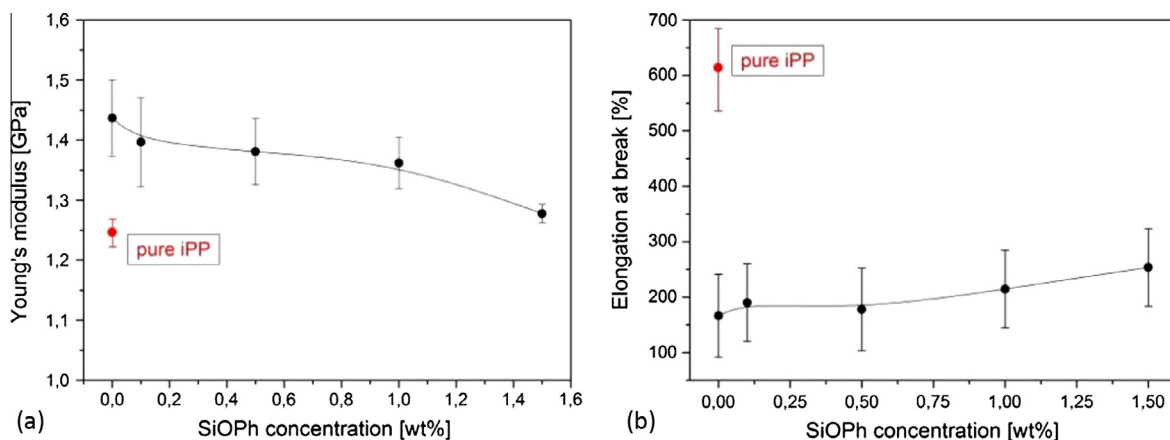 1,6
1,5
1,4
1,3
1,2
1,1
1,0
Young's modulus [GPa]
pure iPP
0,0 0,2 0,4 0,6 0,8 1,0 1,2 1,4 1,6
SiOPh concentration [wt%]
(a)
700
600
500
400
300
200
100
Elongation at break [%]
pure iPP
0,00 0,25 0,50 0,75 1,00 1,25 1,50
SiOPh concentration [wt%]
(b)